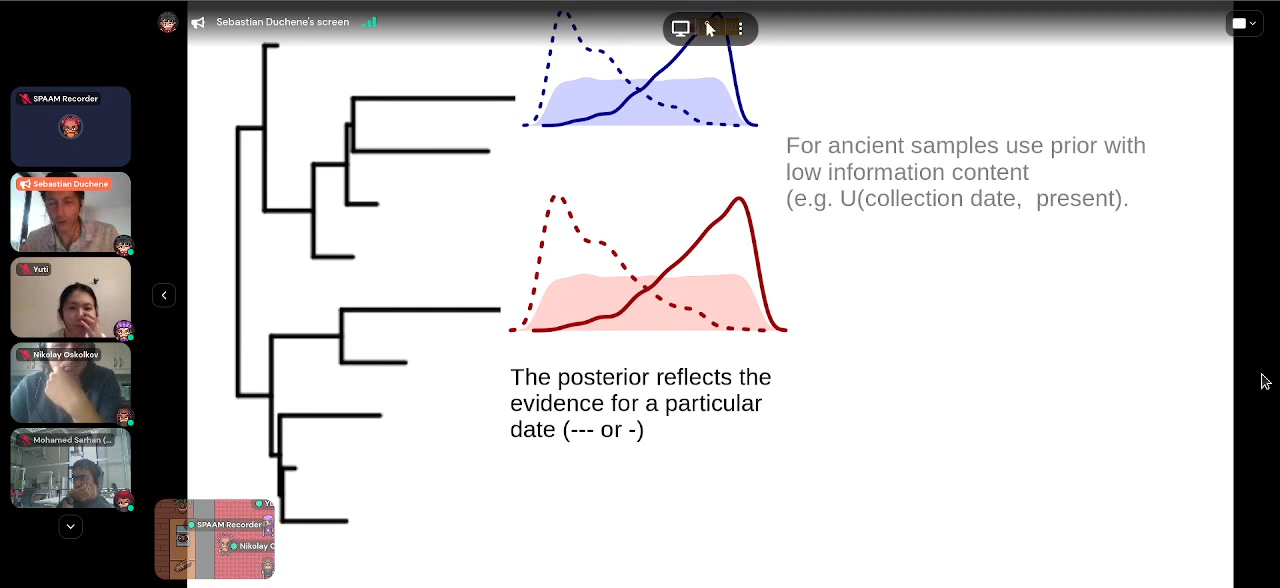 Sebastian Duchene's screen
SPAAM Recorder
Sebastian Duchene
Yuti
Nikolay Oskolkov
Mohamed Sarhan (...
For ancient samples use prior with
low information content
(e.g. U(collection date,  present).
The posterior reflects the
evidence for a particular
date (--- or -)
SPAAM Recorder
Nikolay O